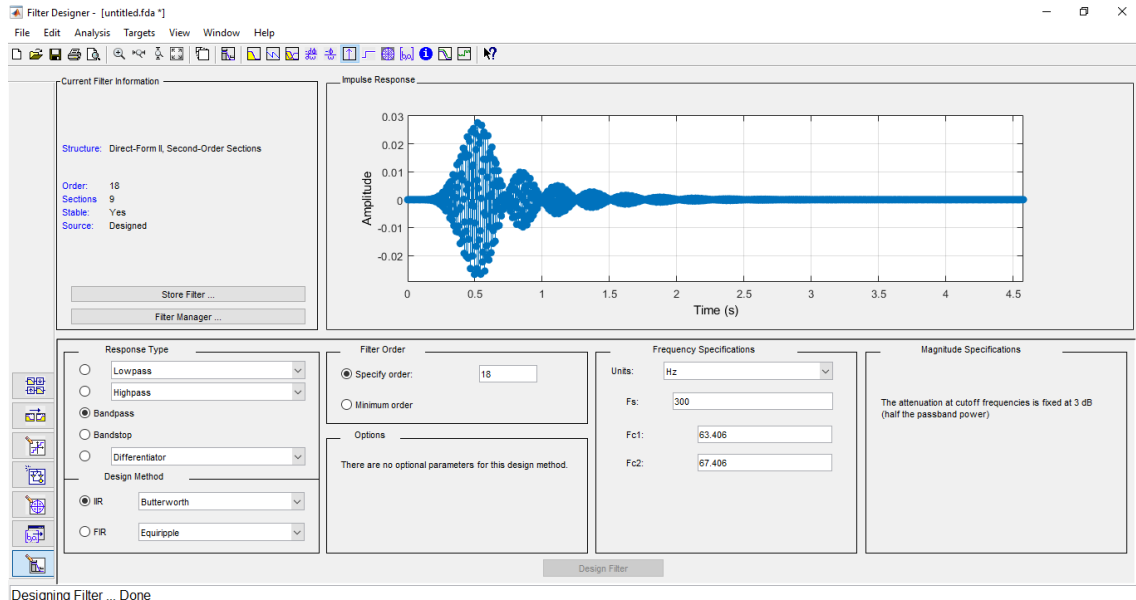 Filter Designer - [untitled.fda *]
File Edit Analysis Targets View Window Help
Current Filter Information
Structure: Direct-Form II, Second-Order Sections
Order: 18
Sections 9
Stable: Yes
Source: Designed
Store Filter ...
Filter Manager ...
Impulse Response
Amplitude
0.03
0.02
0.01
0
-0.01
-0.02
0 0.5 1 1.5 2 2.5 3 3.5 4 4.5
Time (s)
Response Type
Lowpass
Highpass
Bandpass
Bandstop
Differentiator
Design Method
IIR Butterworth
FIR Equiripple
Filter Order
Specify order: 18
Minimum order
Options
There are no optional parameters for this design method.
Frequency Specifications
Units: Hz
Fs: 300
Fc1: 63.406
Fc2: 67.406
Magnitude Specifications
The attenuation at cutoff frequencies is fixed at 3 dB
(half the passband power)
Design Filter
Designing Filter ... Done